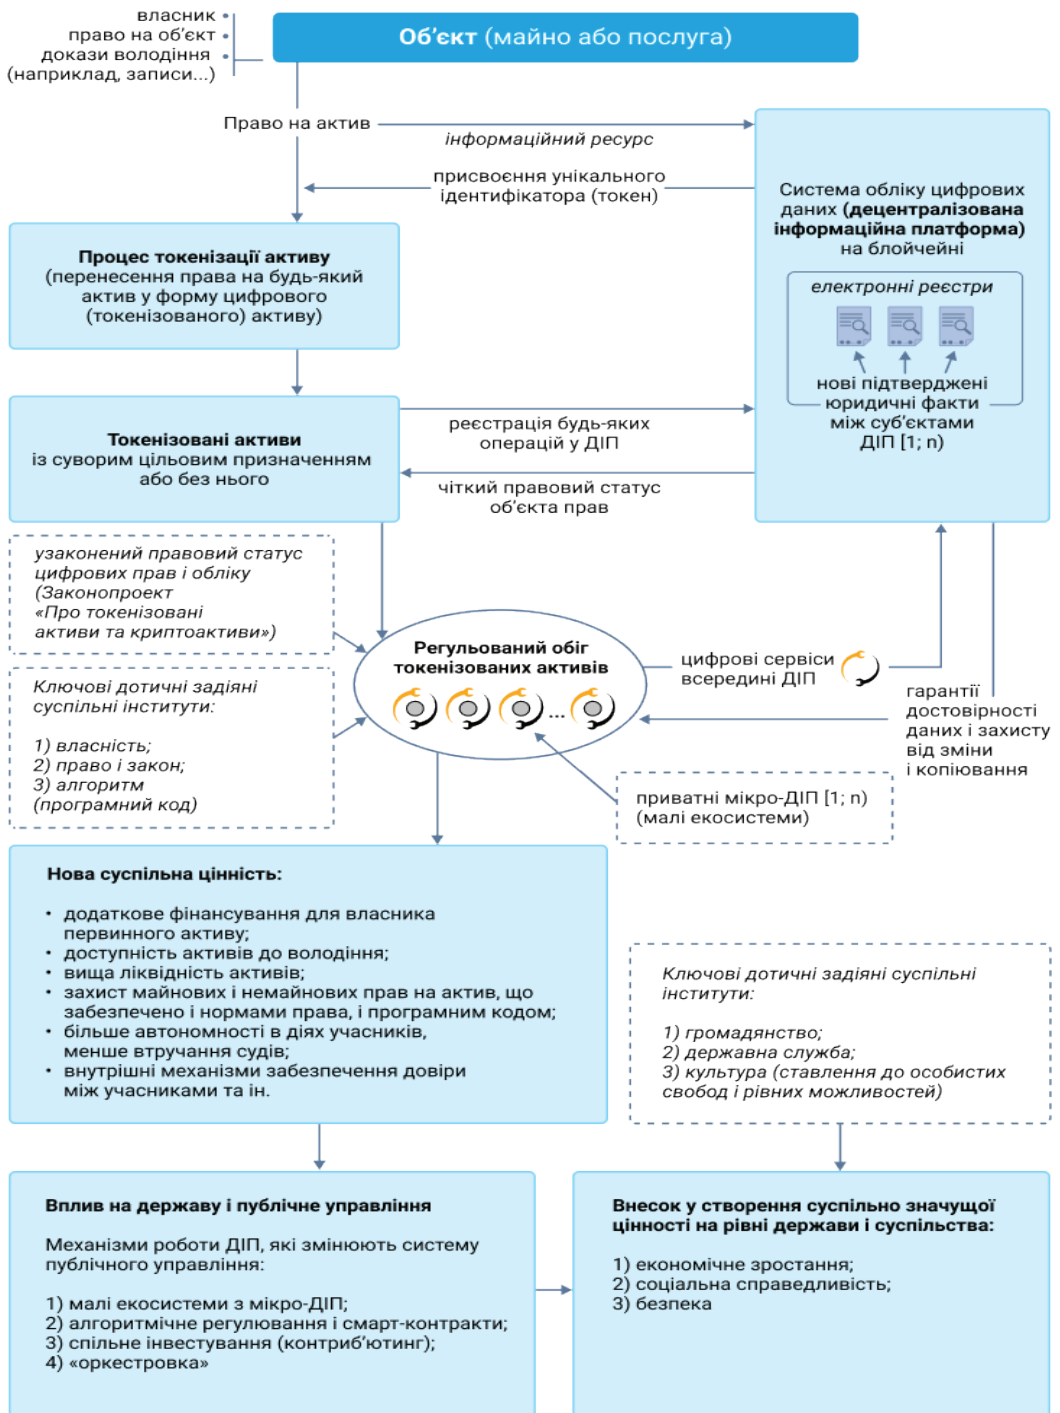 власник •
право на об’єкт •
докази володіння •
(наприклад, записи...)
Об’єкт (майно або послуга)
Право на актив
інформаційний ресурс
присвоєння унікального
ідентифікатора (токен)
Система обліку цифрових
даних (децентралізована
інформаційна платформа)
на блойчейні
електронні реєстри
нові підтверджені
юридичні факти
між суб’єктами
ДІП [1; n)
Процес токенізації активу
(перенесення права на будь-який
актив у форму цифрового
(токенізованого) активу)
Токенізовані активи
із суворим цільовим призначенням
або без нього
реєстрація будь-яких
операцій у ДІП
чіткий правовий статус
об’єкта прав
узаконений правовий статус
цифрових прав і обліку
(Законопроект
«Про токенізовані
активи та криптоактиви»)
Ключові дотичні задіяні
суспільні інститути:
1) власність;
2) право і закон;
3) алгоритм
(програмний код)
Регульований обіг
токенізованих активів
...
цифрові сервіси
всередині ДІП
гарантії
достовірності
даних і захисту
від зміни
і копіювання
приватні мікро-ДІП [1; n)
(малі екосистеми)
Нова суспільна цінність:
• додаткове фінансування для власника
первинного активу;
• доступність активів до володіння;
• вища ліквідність активів;
• захист майнових і немайнових прав на актив, що
забезпечено і нормами права, і програмним кодом;
• більше автономності в діях учасників,
менше втручання судів;
• внутрішні механізми забезпечення довіри
між учасниками та ін.
Ключові дотичні задіяні суспільні
інститути:
1) громадянство;
2) державна служба;
3) культура (ставлення до особистих
свобод і рівних можливостей)
Вплив на державу і публічне управління
Механізми роботи ДІП, які змінюють систему
публічного управління:
1) малі екосистеми з мікро-ДІП;
2) алгоритмічне регулювання і смарт-контракти;
3) спільне інвестування (контриб’ютинг);
4) «оркестровка»
Внесок у створення суспільно значущої
цінності на рівні держави і суспільства:
1) економічне зростання;
2) соціальна справедливість;
3) безпека